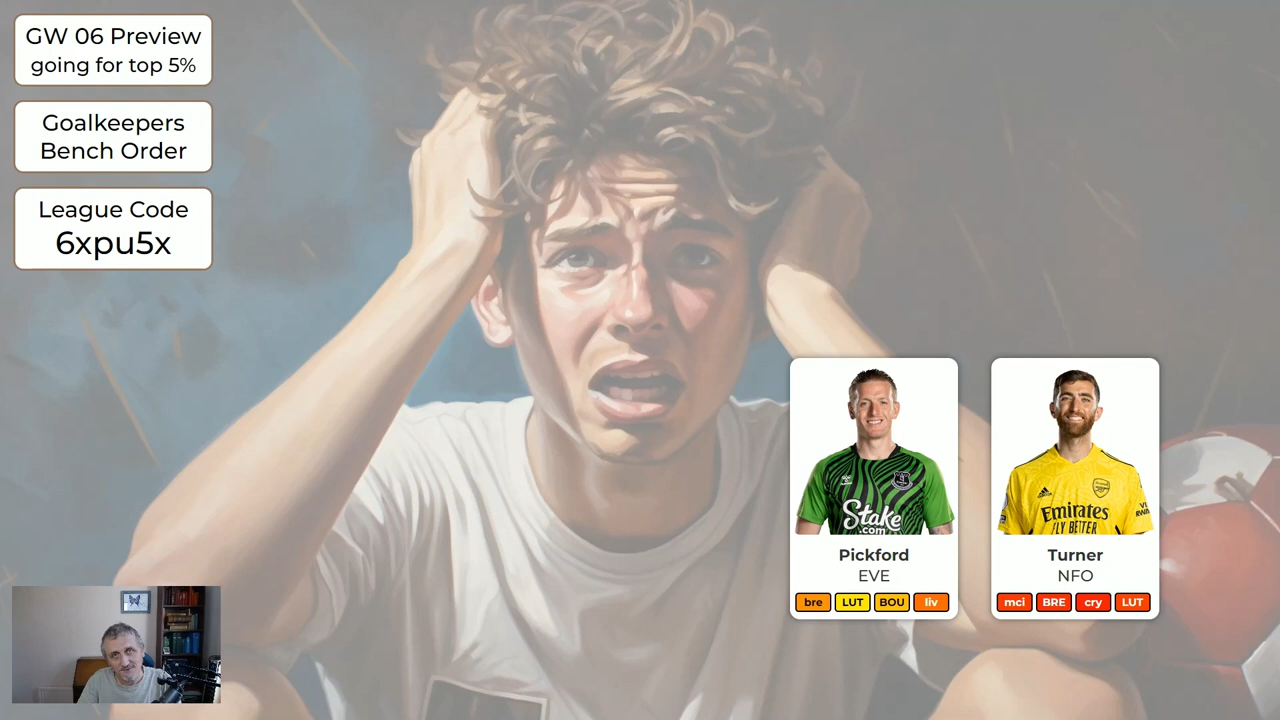 GW 06 Preview
going for top 5%
Goalkeepers
Bench Order
League Code
6xpu5x
Stake
.com
Pickford
EVE
bre LUT BOU liv
Emirates
FLY BETTER
Turner
NFO
mci BRE cry LUT